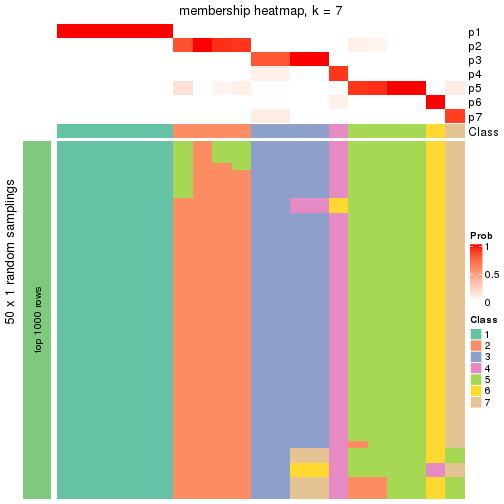 membership heatmap, k = 7
p1
p2
p3
p4
p5
p6
p7
Class
50 x 1 random samplings
top 1000 rows
Prob
1
0.5
0
Class
1
2
3
4
5
6
7